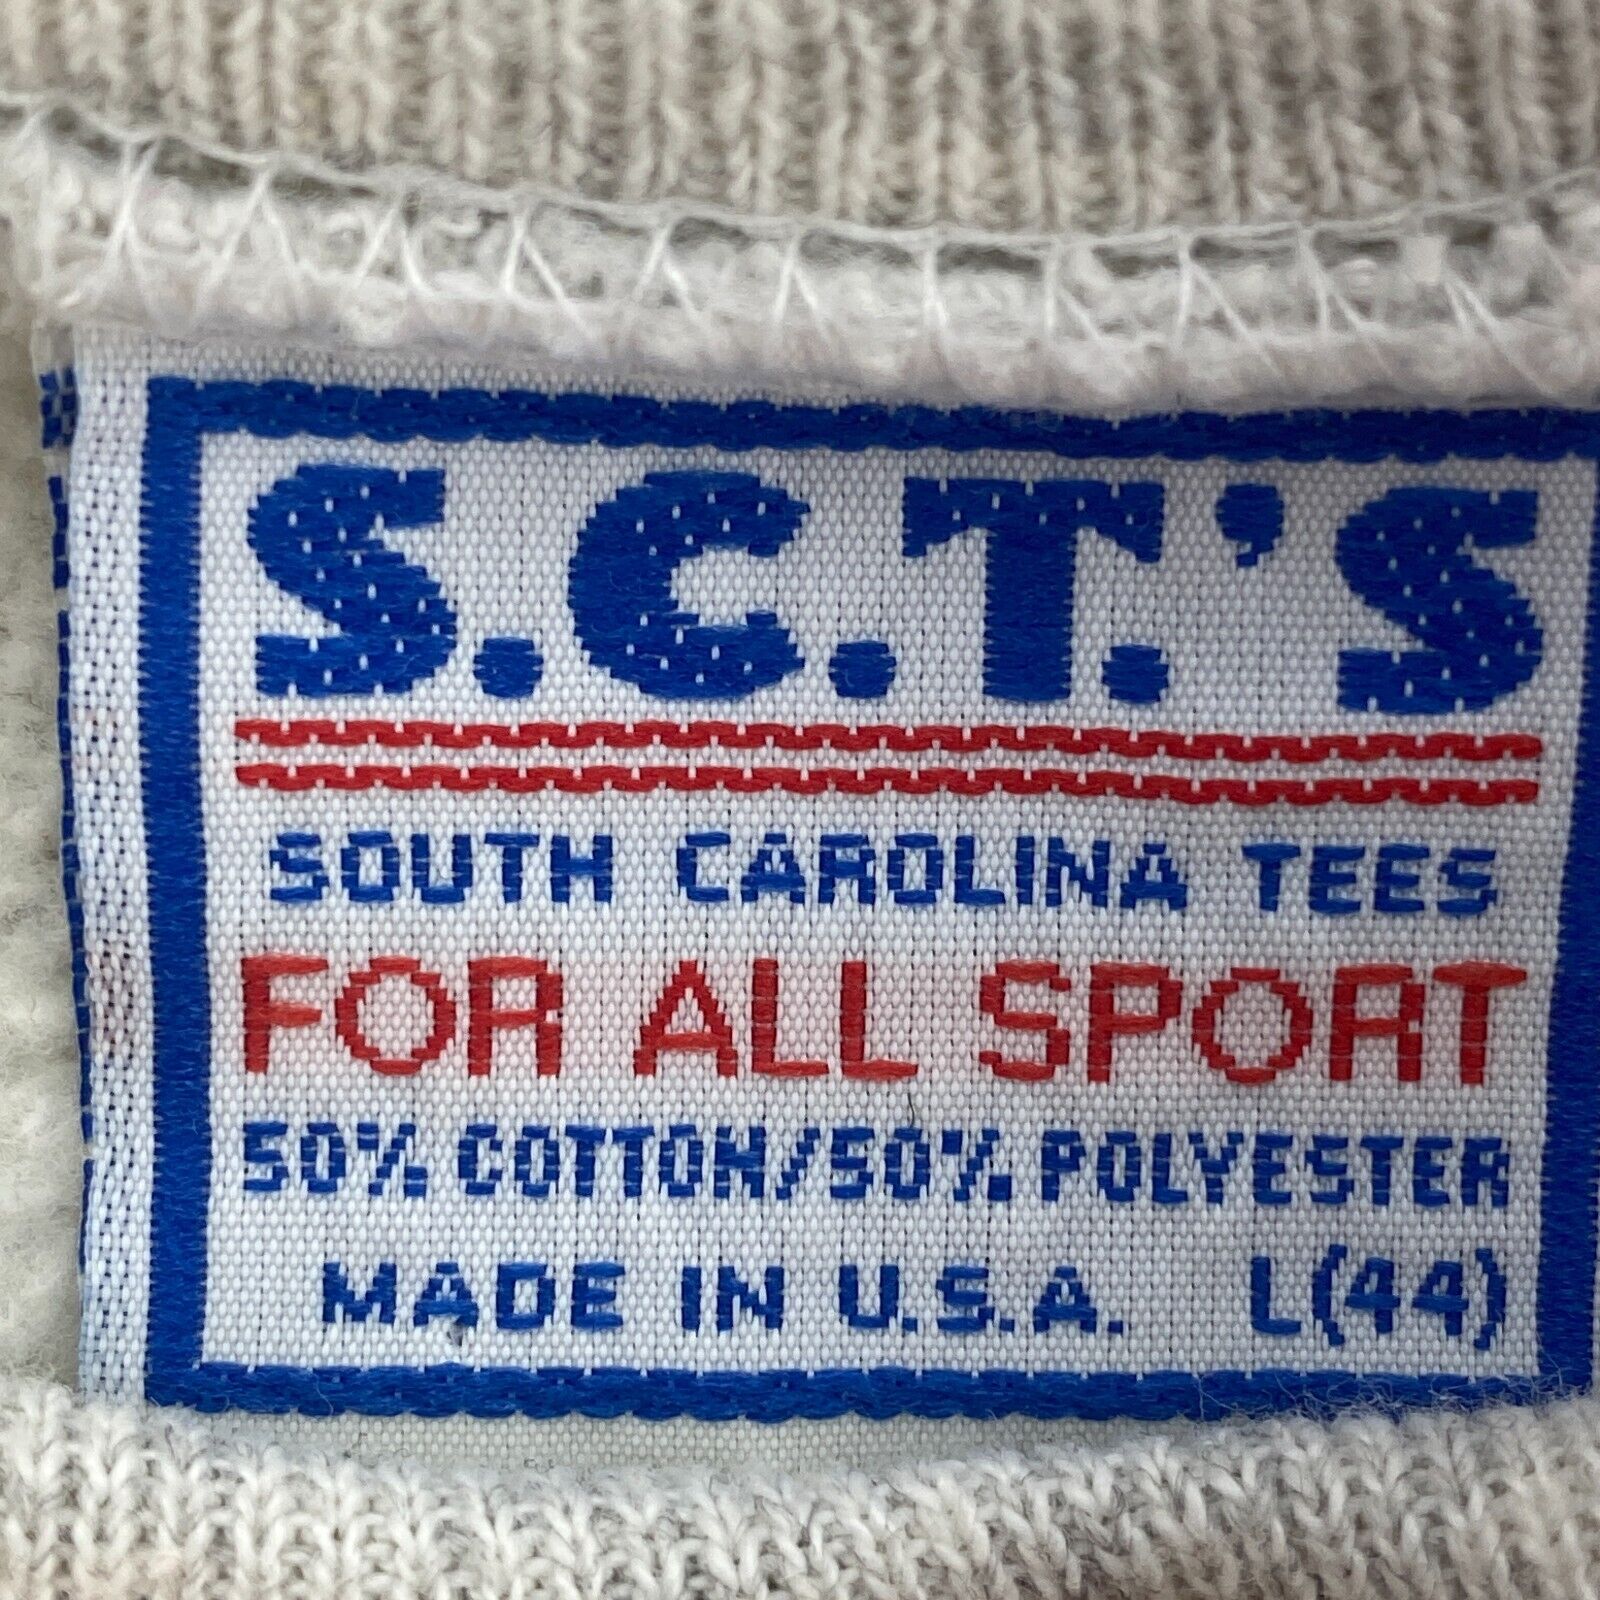 S.C.T.'S
SOUTH CAROLINA TEES
FOR ALL SPORT
50% COTTON/50% POLYESTER
MADE IN U.S.A. L(44)